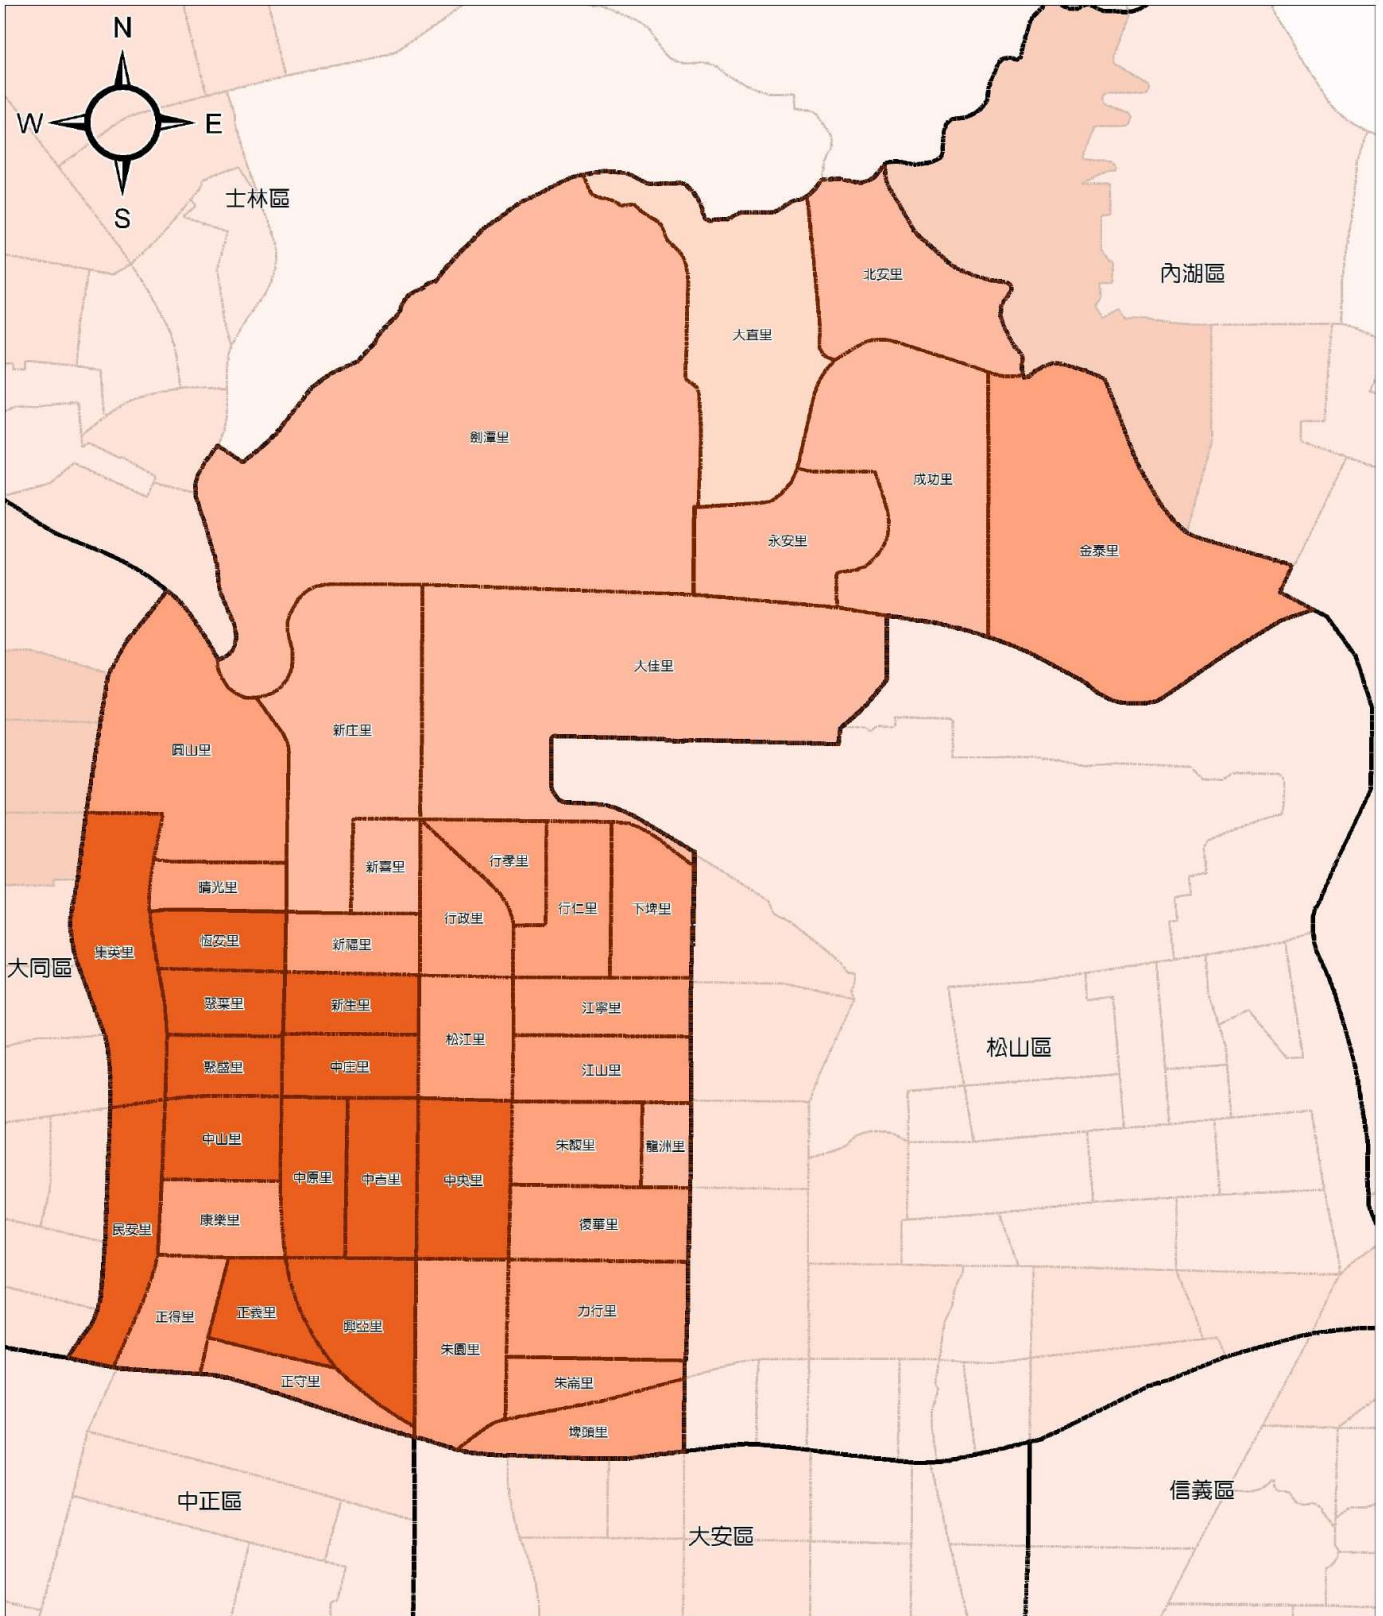 N
W
E
S
士林區
內湖區
北安里
大直里
劍潭里
成功里
永安里
金泰里
大佳里
新庄里
圓山里
新喜里
行孝里
晴光里
行政里
行仁里
下埤里
恆安里
新福里
集英里
大同區
聚葉里
新生里
江寧里
松江里
松山區
聚盛里
中庄里
江山里
中山里
朱馥里
龍洲里
中原里
中吉里
中央里
康樂里
復華里
民安里
正得里
正義里
興亞里
力行里
朱園里
正守里
朱崙里
埤頭里
中正區
大安區
信義區